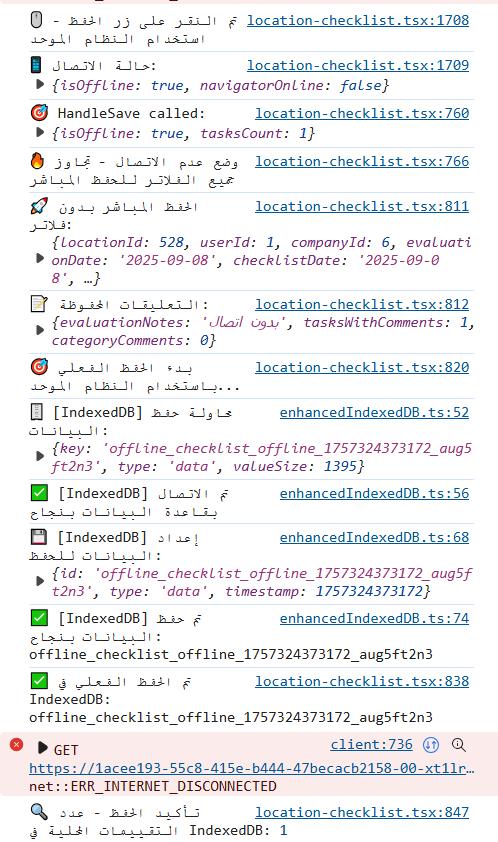 🖱️ تم النقر على زر الحفظ - location-checklist.tsx:1708
استخدام النظام الموحد
📱 حالة الاتصال: location-checklist.tsx:1709
▶ {isOffline: true, navigatorOnline: false}
🎯 HandleSave called: location-checklist.tsx:760
▶ {isOffline: true, tasksCount: 1}
🔥 وضع عدم الاتصال - تجاوز location-checklist.tsx:766
جميع الفلاتر للحفظ المباشر
🚀 الحفظ المباشر بدون location-checklist.tsx:811
فلاتر:
{locationId: 528, userId: 1, companyId: 6, evaluati
▶ onDate: '2025-09-08', checklistDate: '2025-09-0
8', …}
📝 التعليقات المحفوظة: location-checklist.tsx:812
▶ {evaluationNotes: 'بدون اتصال', tasksWithComments: 1,
categoryComments: 0}
🎯 بدء الحفظ الفعلي location-checklist.tsx:820
باستخدام النظام الموحد...
🗄️ [IndexedDB] محاولة حفظ enhancedIndexedDB.ts:52
البيانات:
▶ {key: 'offline_checklist_offline_1757324373172_aug5
ft2n3', type: 'data', valueSize: 1395}
✅ [IndexedDB] تم الاتصال enhancedIndexedDB.ts:56
بقاعدة البيانات بنجاح
💾 [IndexedDB] إعداد enhancedIndexedDB.ts:68
البيانات للحفظ:
▶ {id: 'offline_checklist_offline_1757324373172_aug5f
t2n3', type: 'data', timestamp: 1757324373172}
✅ [IndexedDB] تم حفظ enhancedIndexedDB.ts:74
البيانات بنجاح:
offline_checklist_offline_1757324373172_aug5ft2n3
✅ تم الحفظ الفعلي في location-checklist.tsx:838
IndexedDB:
offline_checklist_offline_1757324373172_aug5ft2n3
▶ GET client:736
https://1acee193-55c8-415e-b444-47becacb2158-00-xt1lr…
net::ERR_INTERNET_DISCONNECTED
🔍 تأكيد الحفظ - عدد location-checklist.tsx:847
التقييمات المحلية في IndexedDB: 1